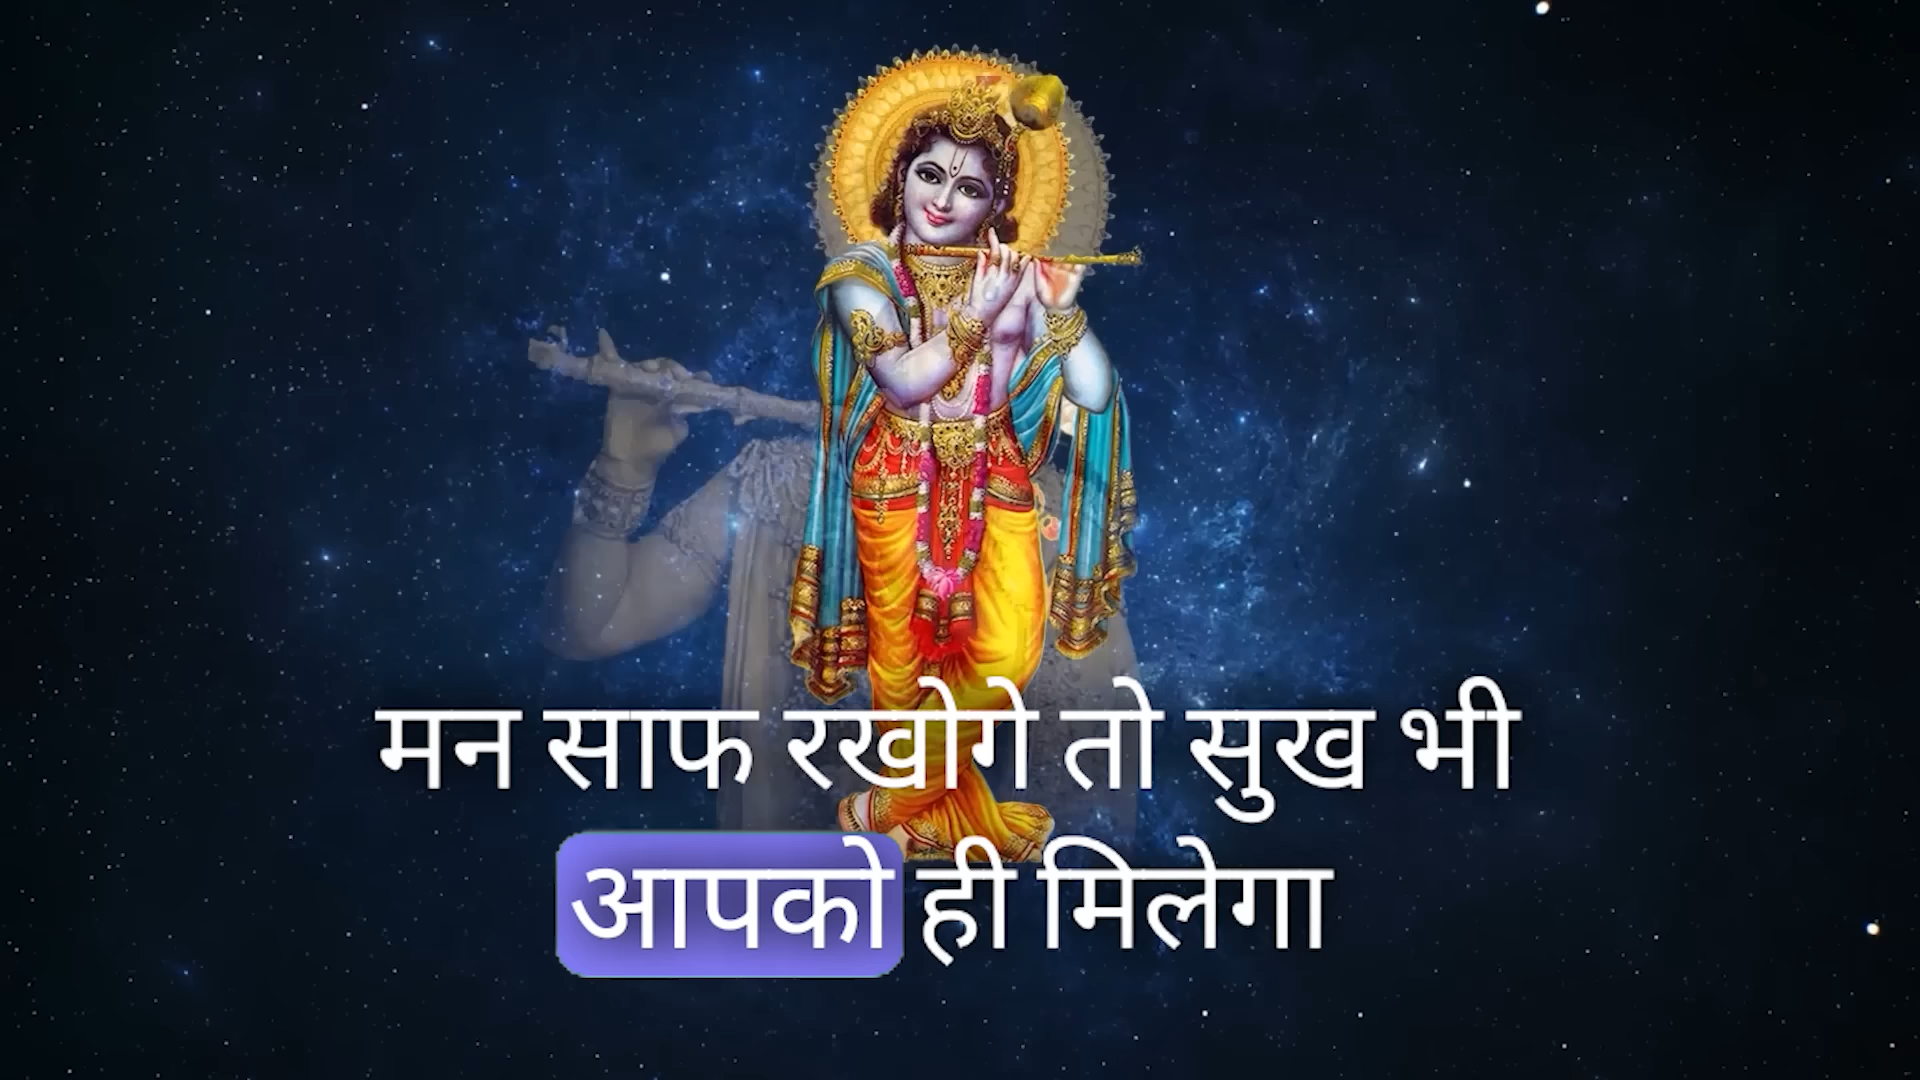 मन साफ रखोगे तो सुख भी
आपको ही मिलेगा